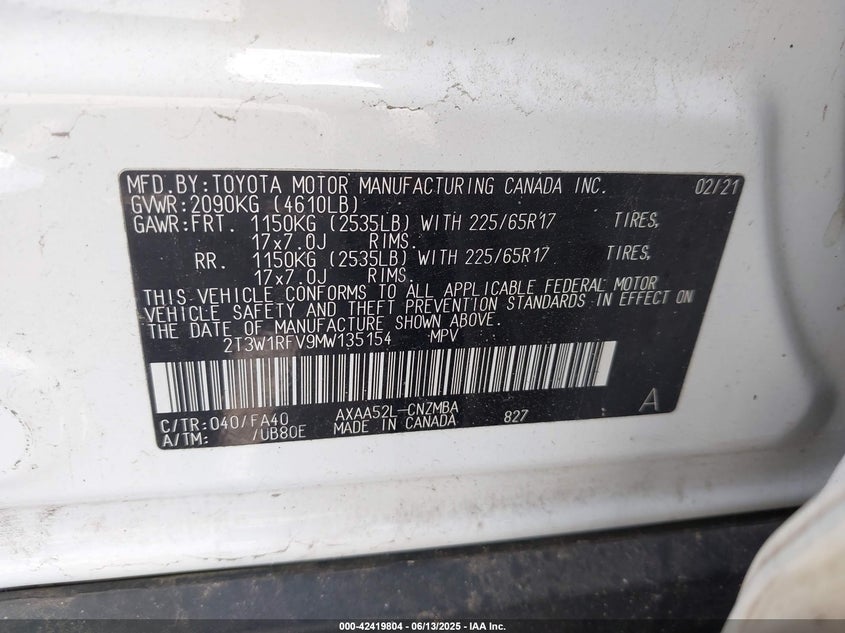 MFD.BY:TOYOTA MOTOR MANUFACTURING CANADA INC. 02/21
GVWR:2090KG (4610LB)
GAWR:FRT. 1150KG (2535LB) WITH 225/65R17 TIRES,
17x7.0J RIMS.
RR. 1150KG (2535LB) WITH 225/65R17 TIRES,
17x7.0J RIMS.
THIS VEHICLE CONFORMS TO ALL APPLICABLE FEDERAL MOTOR
VEHICLE SAFETY AND THEFT PREVENTION STANDARDS IN EFFECT ON
THE DATE OF MANUFACTURE SHOWN ABOVE.
2T3W1RFV9MW135154 MPV
C/TR:040/FA40 AXAA52L-CNZMBA 827 A
A/TM: /UB80E MADE IN CANADA
000-42419804 - 06/13/2025 - IAA Inc.